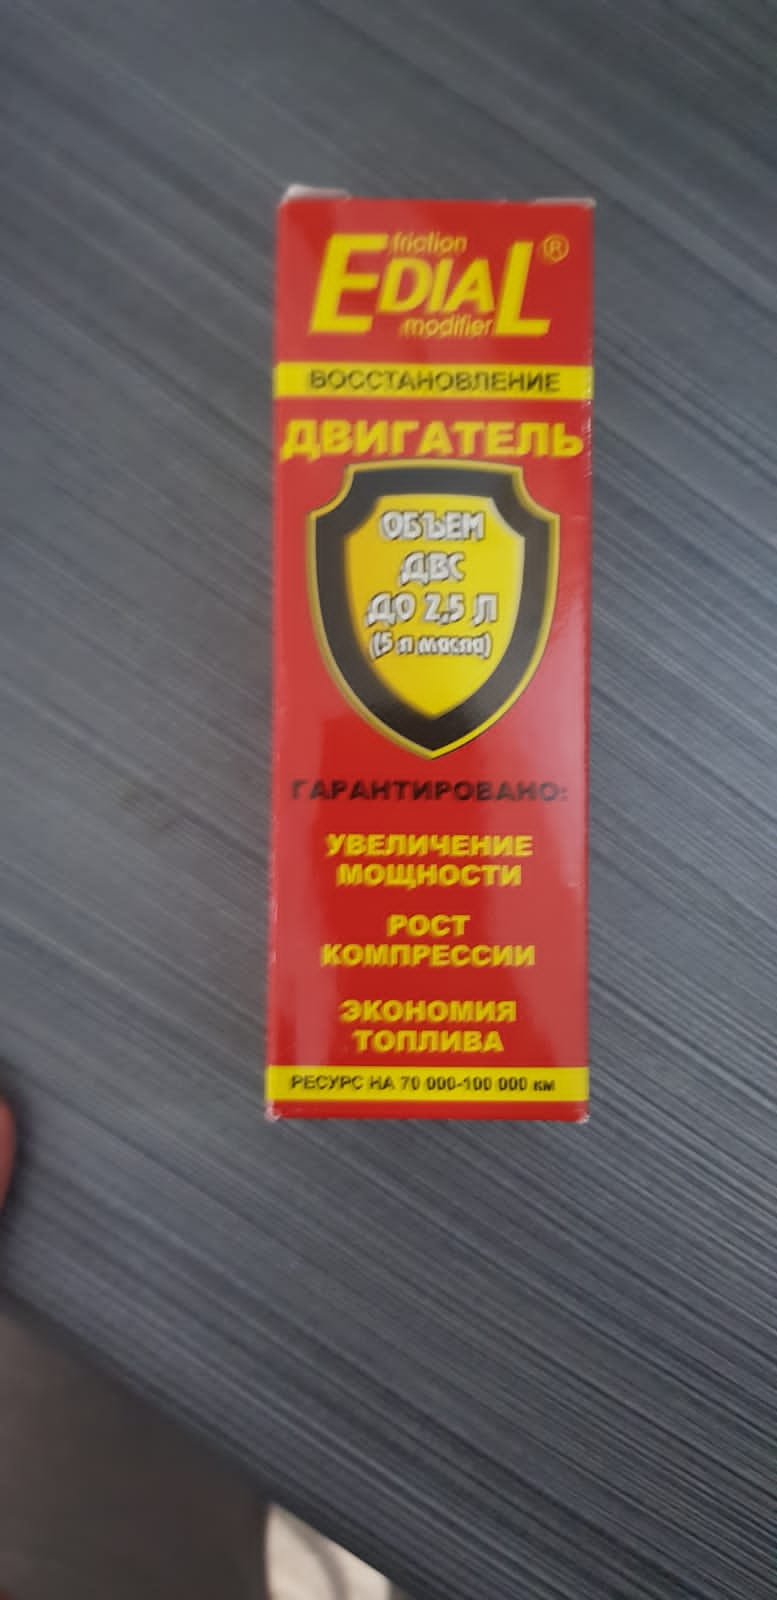 friction
EDIAL®
modifier
ВОССТАНОВЛЕНИЕ
ДВИГАТЕЛЬ
ОБЪЕМ
ДВС
ДО 2,5 Л
(5 л масла)
ГАРАНТИРОВАНО:
УВЕЛИЧЕНИЕ
МОЩНОСТИ
РОСТ
КОМПРЕССИИ
ЭКОНОМИЯ
ТОПЛИВА
РЕСУРС НА 70 000-100 000 км